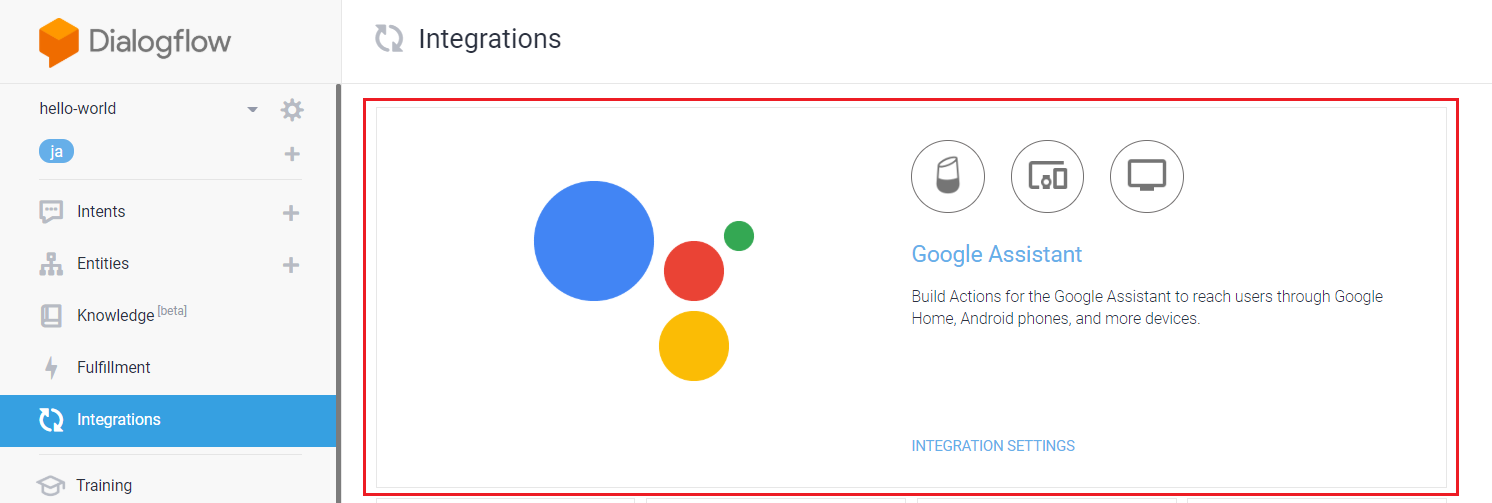 Dialogflow
Integrations
hello-world
ja
Intents
Entities
Knowledge [beta]
Fulfillment
Integrations
Training
Google Assistant
Build Actions for the Google Assistant to reach users through Google
Home, Android phones, and more devices.
INTEGRATION SETTINGS